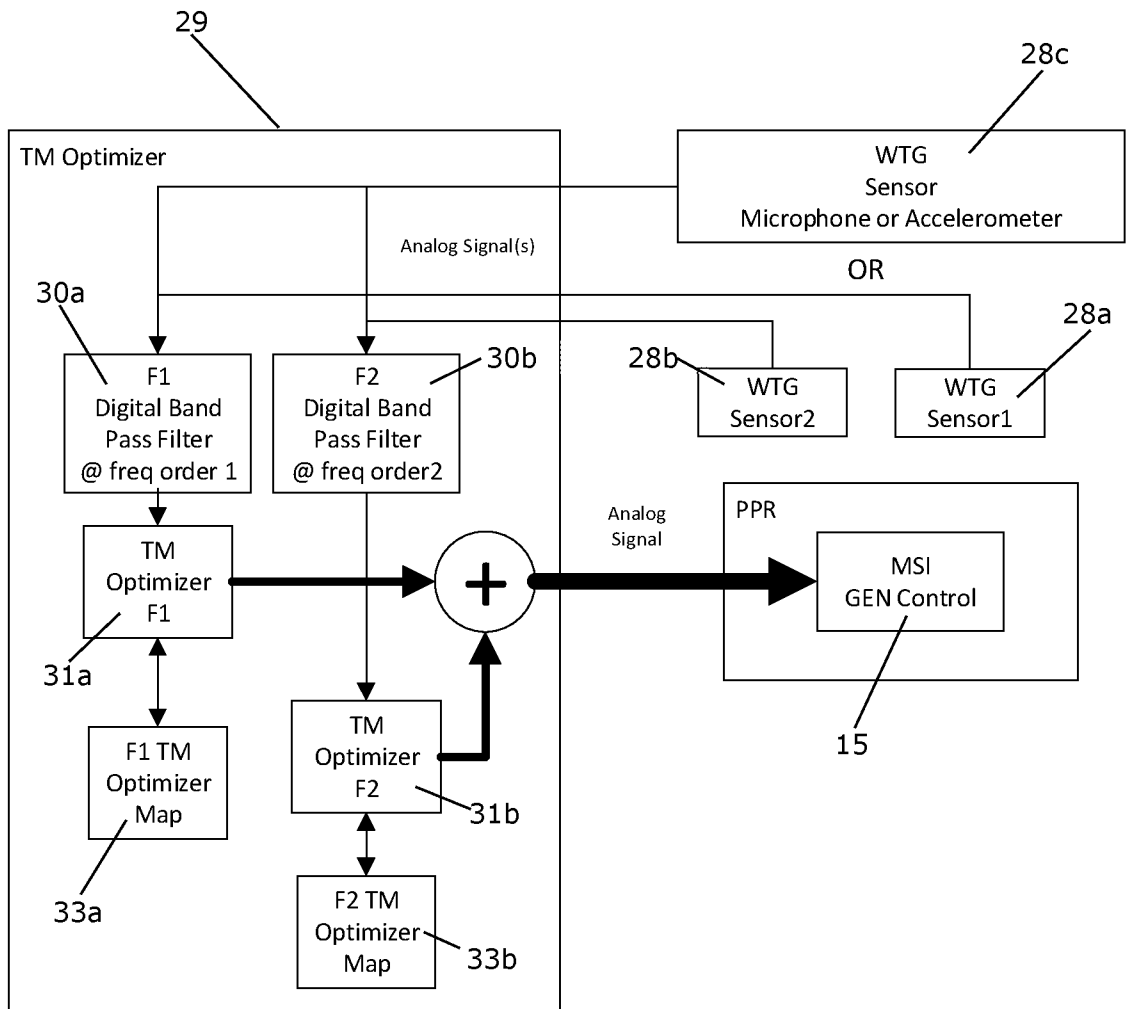 29
28c
TM Optimizer
WTG
Sensor
Microphone or Accelerometer
Analog Signal(s)
OR
30a
28a
30b
28b
F1
Digital Band
Pass Filter
@ freq order 1
F2
Digital Band
Pass Filter
@ freq order2
WTG
Sensor2
WTG
Sensor1
Analog
Signal
PPR
TM
Optimizer
F1
+
MSI
GEN Control
31a
15
F1 TM
Optimizer
Map
TM
Optimizer
F2
31b
33a
F2 TM
Optimizer
Map
33b